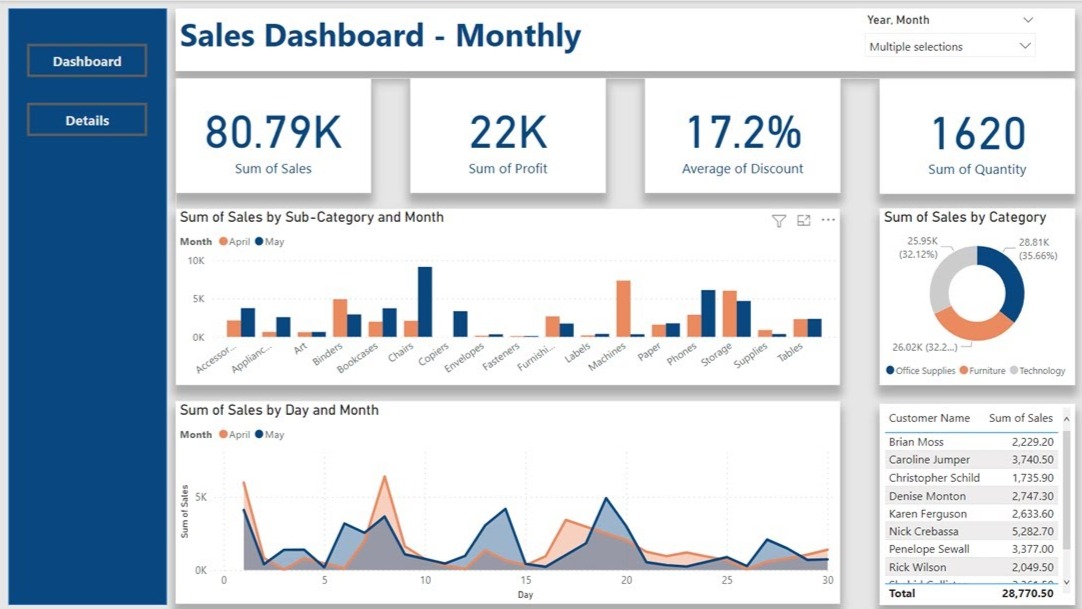 Dashboard
Details
Sales Dashboard - Monthly
Year, Month
Multiple selections
80.79K
Sum of Sales
22K
Sum of Profit
17.2%
Average of Discount
1620
Sum of Quantity
Sum of Sales by Sub-Category and Month
Month April May
10K
5K
0K
Accessor...
Applianc...
Art
Binders
Bookcases
Chairs
Copiers
Envelopes
Fasteners
Furnishi...
Labels
Machines
Paper
Phones
Storage
Supplies
Tables
Sum of Sales by Category
25.95K
(32.12%)
28.81K
(35.66%)
26.02K (32.2...)
Office Supplies Furniture Technology
Sum of Sales by Day and Month
Month April May
Sum of Sales
5K
0K
0 5 10 15 20 25 30
Day
Customer Name Sum of Sales
Brian Moss 2,229.20
Caroline Jumper 3,740.50
Christopher Schild 1,735.90
Denise Monton 2,747.30
Karen Ferguson 2,633.60
Nick Crebassa 5,282.70
Penelope Sewall 3,377.00
Rick Wilson 2,049.50
Total 28,770.50